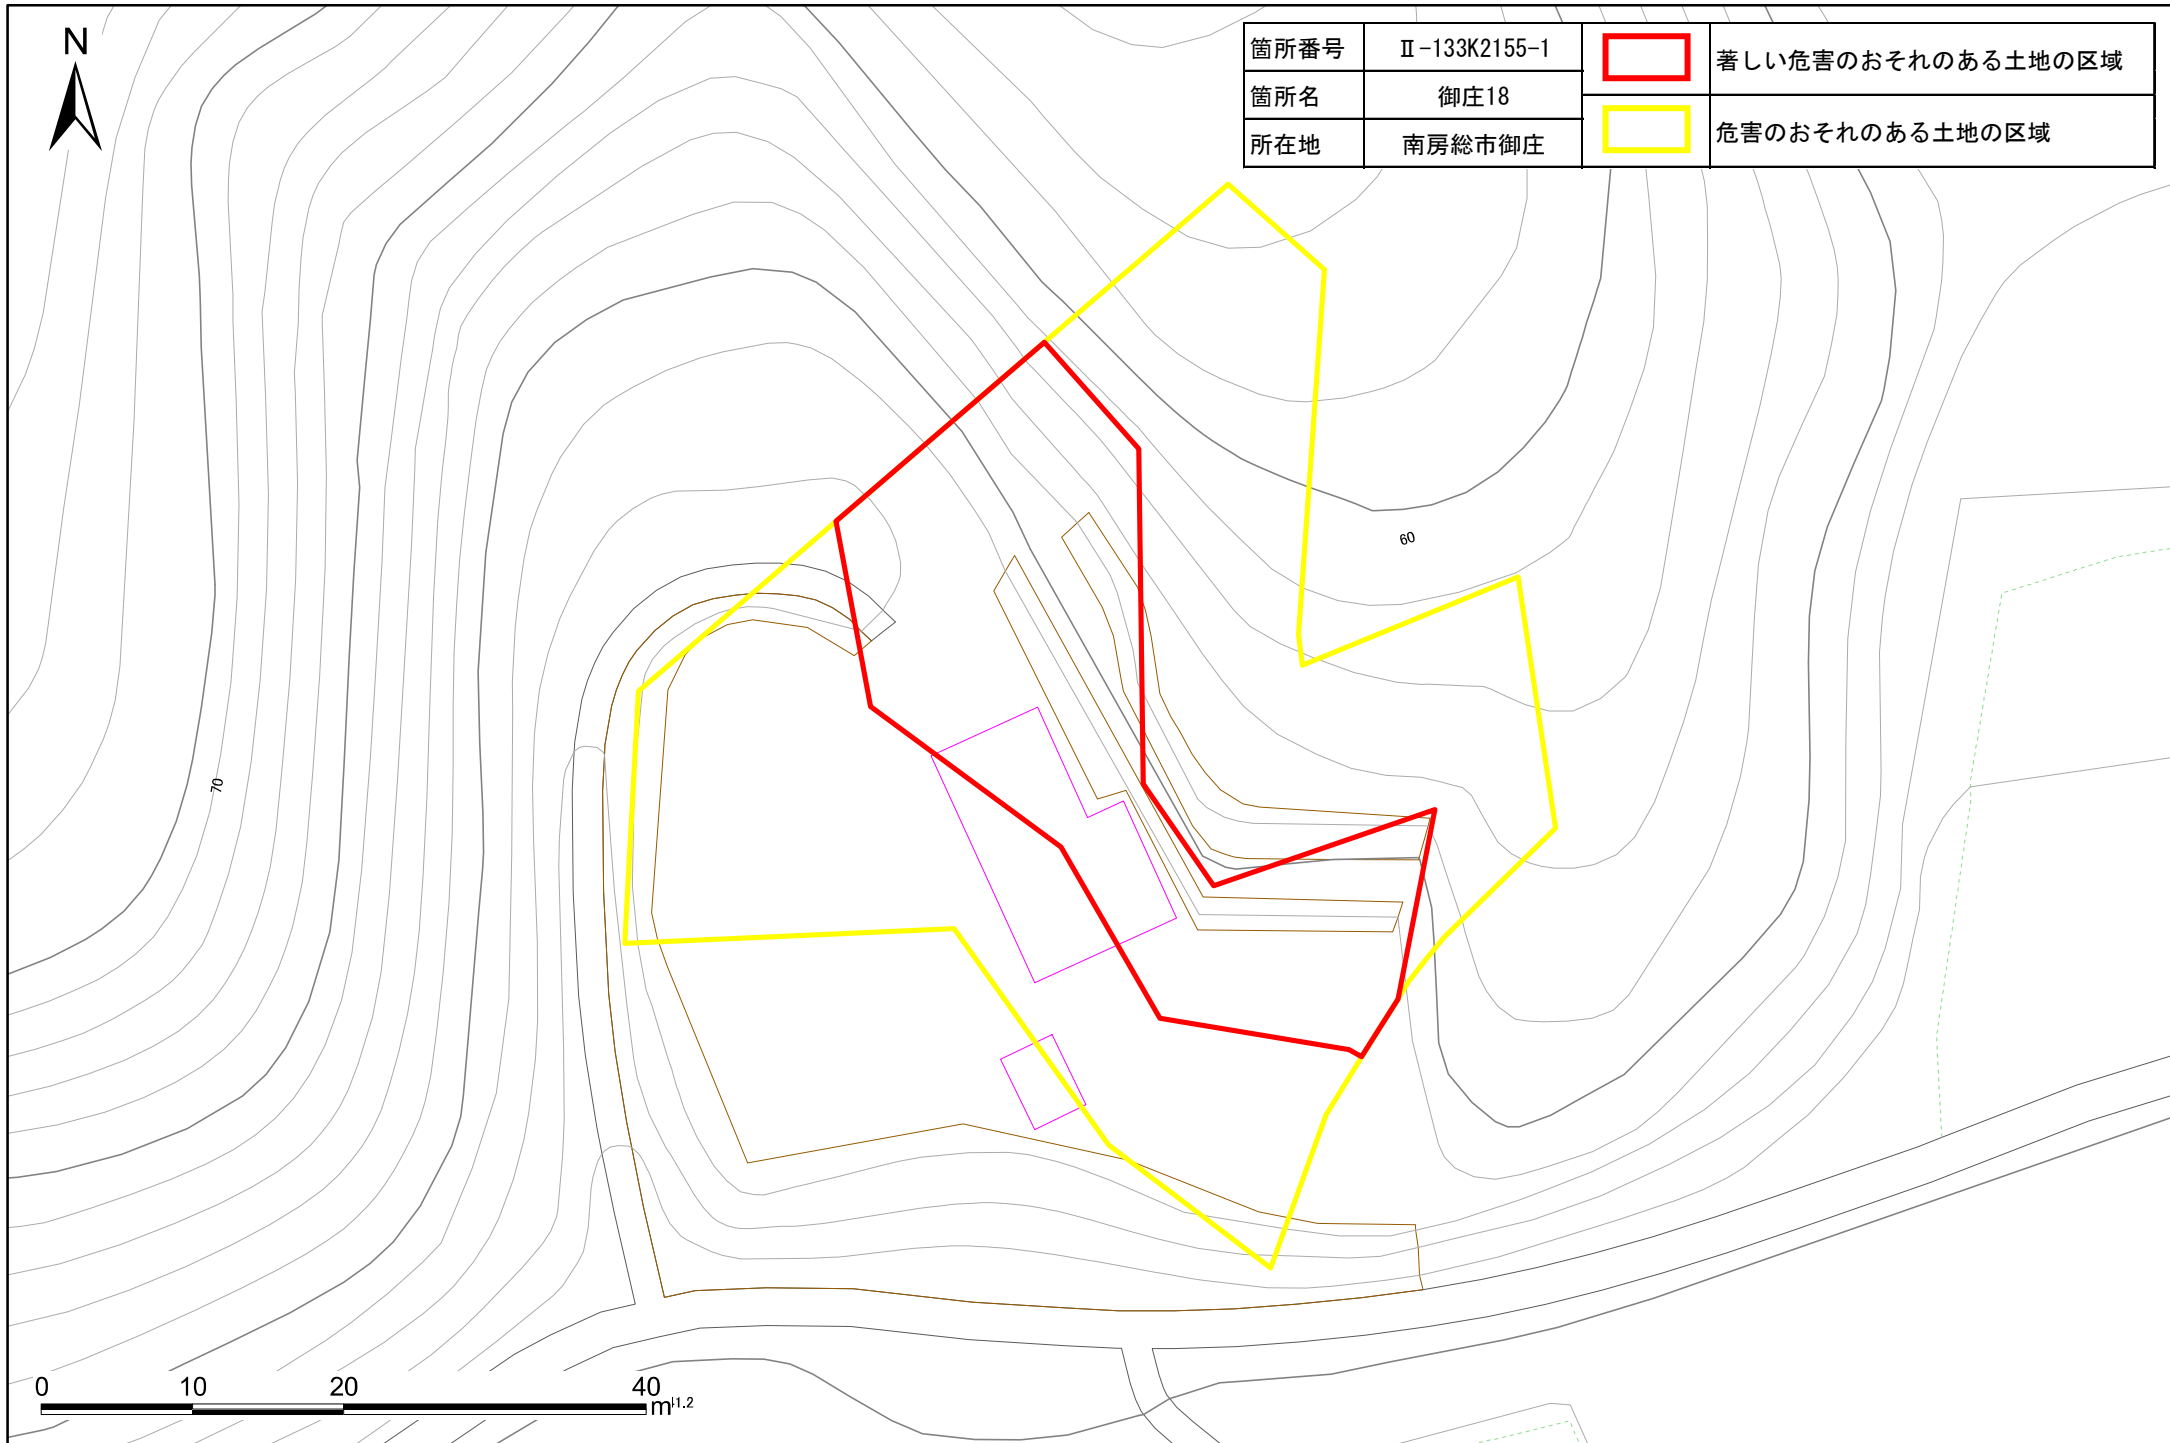 N
箇所番号 Ⅱ-133K2155-1 著しい危害のおそれのある土地の区域
箇所名 御庄18
所在地 南房総市御庄 危害のおそれのある土地の区域
60
70
0 10 20 40
m